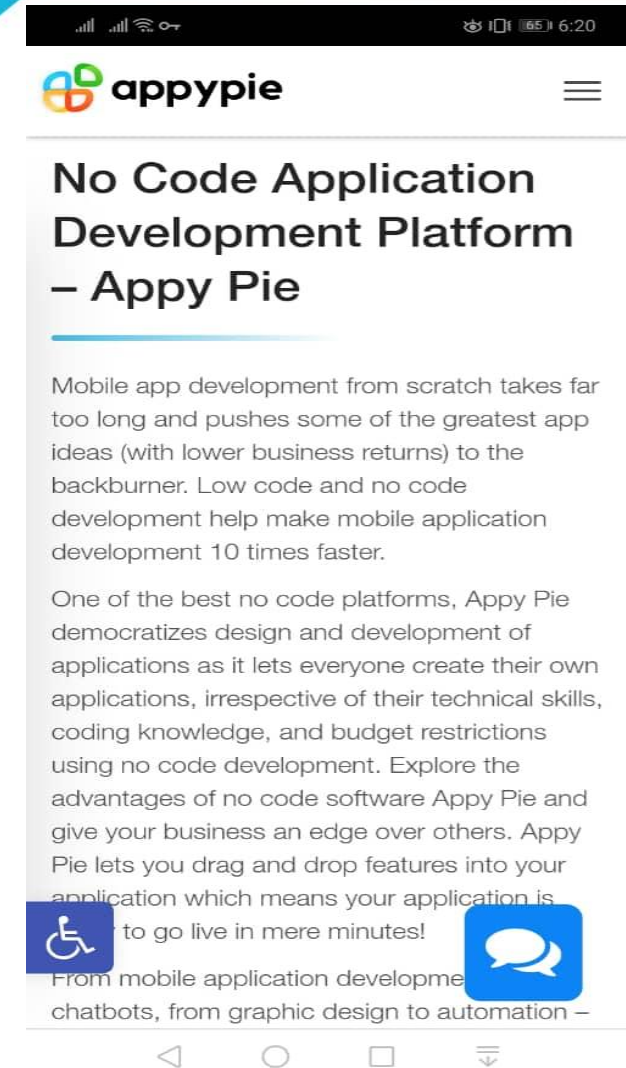 65 6:20
appypie
No Code Application
Development Platform
– Appy Pie
Mobile app development from scratch takes far
too long and pushes some of the greatest app
ideas (with lower business returns) to the
backburner. Low code and no code
development help make mobile application
development 10 times faster.
One of the best no code platforms, Appy Pie
democratizes design and development of
applications as it lets everyone create their own
applications, irrespective of their technical skills,
coding knowledge, and budget restrictions
using no code development. Explore the
advantages of no code software Appy Pie and
give your business an edge over others. Appy
Pie lets you drag and drop features into your
application which means your application is
to go live in mere minutes!
From mobile application developme
chatbots, from graphic design to automation –